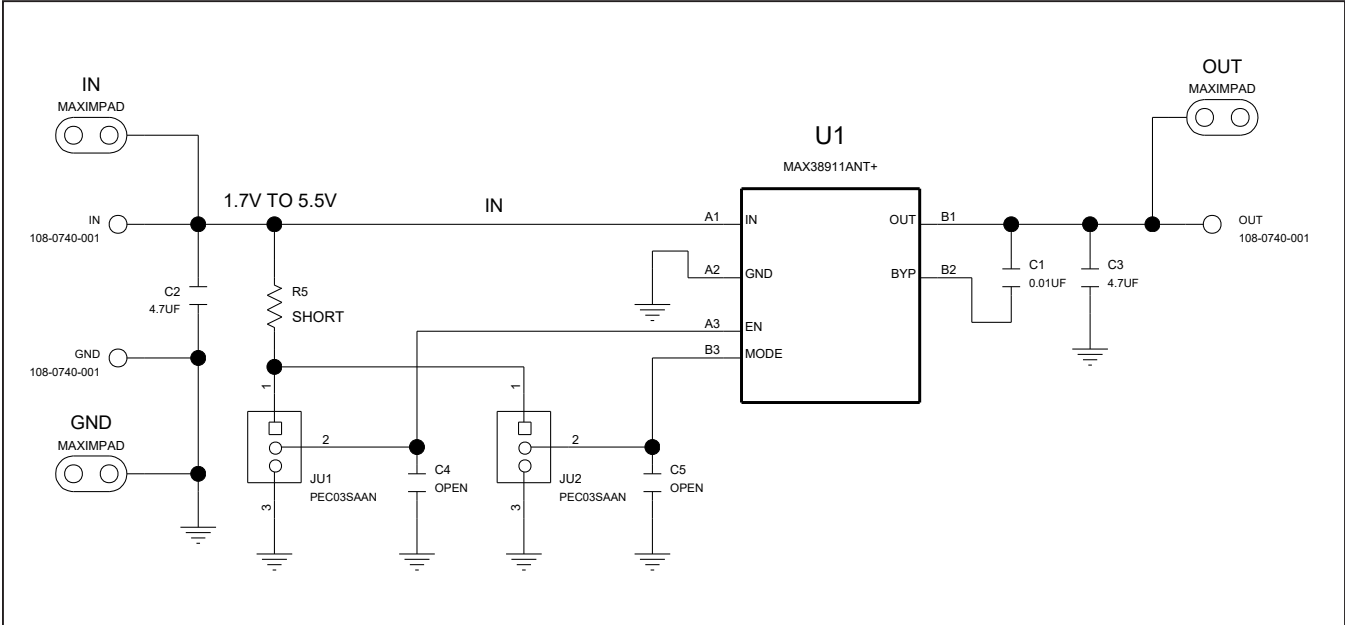 IN
MAXIMPAD
OUT
MAXIMPAD
U1
MAX38911ANT+
1.7V TO 5.5V
IN
IN
108-0740-001
A1
IN
OUT
B1
OUT
108-0740-001
A2
GND
BYP
B2
C1
0.01UF
C3
4.7UF
C2
4.7UF
R5
SHORT
A3
EN
B3
MODE
GND
108-0740-001
1
1
GND
MAXIMPAD
2
2
JU1
PEC03SAAN
C4
OPEN
JU2
PEC03SAAN
C5
OPEN
3
3